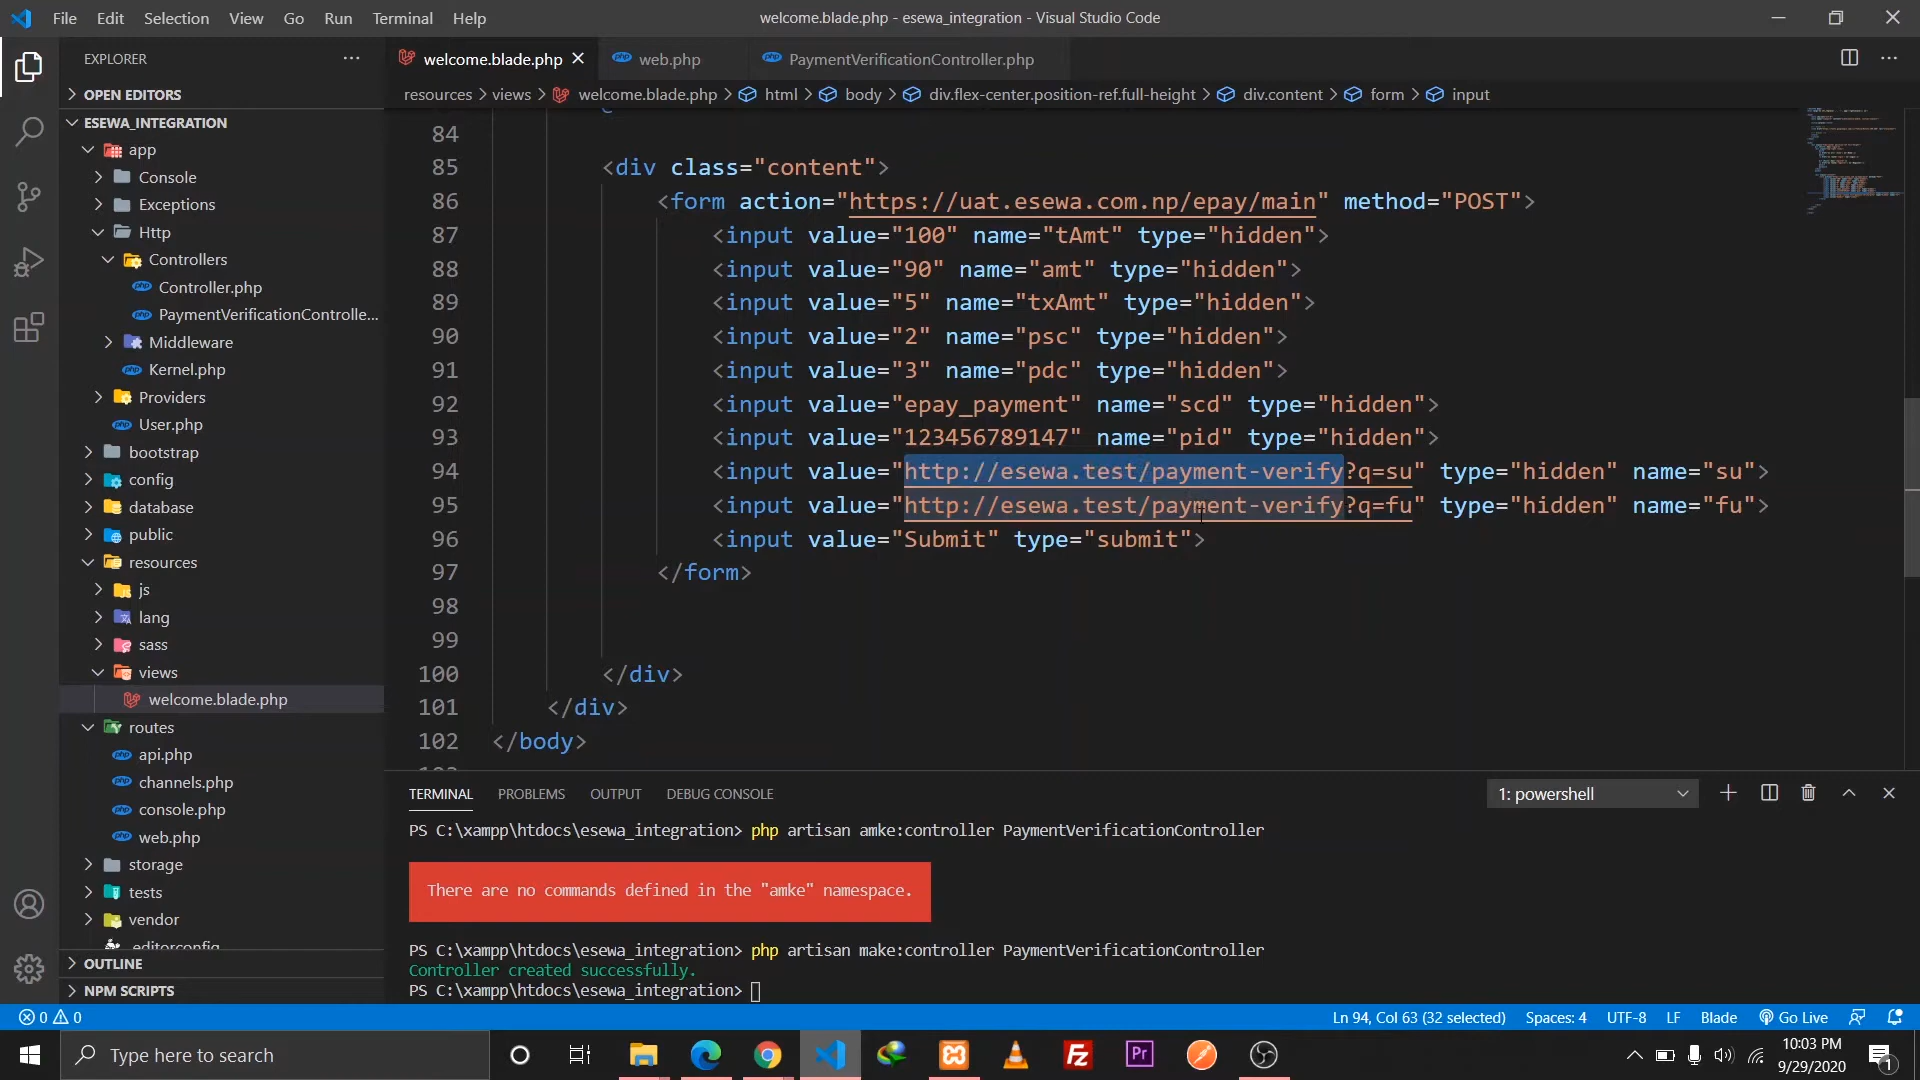 File Edit Selection View Go Run Terminal Help
welcome.blade.php - esewa_integration - Visual Studio Code
EXPLORER
OPEN EDITORS
ESEWA_INTEGRATION
app
Console
Exceptions
Http
Controllers
Controller.php
PaymentVerificationControlle...
Middleware
Kernel.php
Providers
User.php
bootstrap
config
database
public
resources
js
lang
sass
views
welcome.blade.php
routes
api.php
channels.php
console.php
web.php
storage
tests
vendor
.editorconfig
OUTLINE
NPM SCRIPTS
welcome.blade.php
web.php
PaymentVerificationController.php
resources > views > welcome.blade.php > html > body > div.flex-center.position-ref.full-height > div.content > form > input
84
85 <div class="content">
86 <form action="https://uat.esewa.com.np/epay/main" method="POST">
87 <input value="100" name="tAmt" type="hidden">
88 <input value="90" name="amt" type="hidden">
89 <input value="5" name="txAmt" type="hidden">
90 <input value="2" name="psc" type="hidden">
91 <input value="3" name="pdc" type="hidden">
92 <input value="epay_payment" name="scd" type="hidden">
93 <input value="123456789147" name="pid" type="hidden">
94 <input value="http://esewa.test/payment-verify?q=su" type="hidden" name="su">
95 <input value="http://esewa.test/payment-verify?q=fu" type="hidden" name="fu">
96 <input value="Submit" type="submit">
97 </form>
98
99
100 </div>
101 </div>
102 </body>
TERMINAL PROBLEMS OUTPUT DEBUG CONSOLE
1: powershell
PS C:\xampp\htdocs\esewa_integration> php artisan amke:controller PaymentVerificationController
There are no commands defined in the "amke" namespace.
PS C:\xampp\htdocs\esewa_integration> php artisan make:controller PaymentVerificationController
Controller created successfully.
PS C:\xampp\htdocs\esewa_integration>
0 0
Ln 94, Col 63 (32 selected) Spaces: 4 UTF-8 LF Blade Go Live
Type here to search
10:03 PM
9/29/2020
1